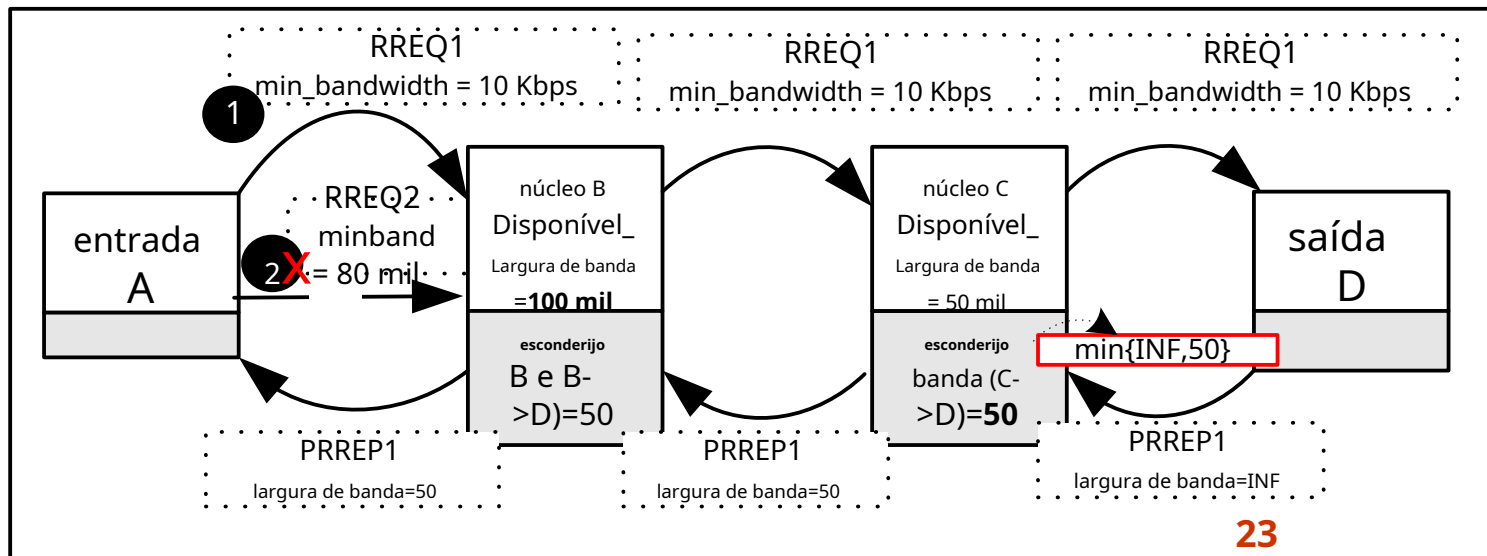 RREQ1
min_bandwidth = 10 Kbps
RREQ1
min_bandwidth = 10 Kbps
RREQ1
min_bandwidth = 10 Kbps
1
entrada
A
RREQ2
minband
2X= 80 mil
núcleo B
Disponível_
Largura de banda
=100 mil
esconderijo
B e B-
>D)=50
núcleo C
Disponível_
Largura de banda
= 50 mil
esconderijo
banda (C-
>D)=50
min{INF,50}
saída
D
PRREP1
largura de banda=50
PRREP1
largura de banda=50
PRREP1
largura de banda=INF
23